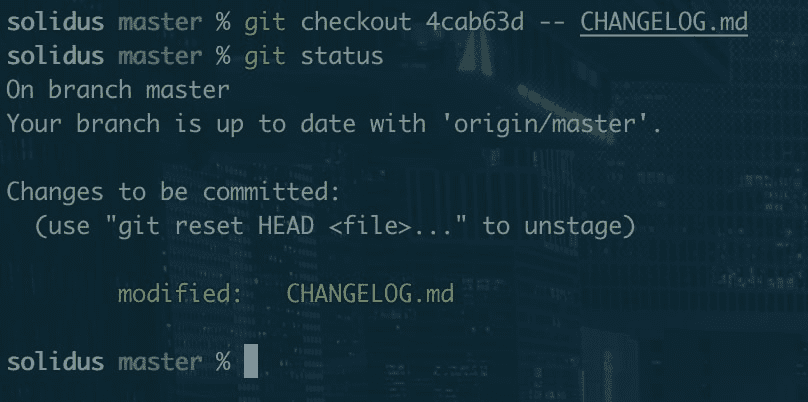 solidus master % git checkout 4cab63d -- CHANGELOG.md
solidus master % git status
On branch master
Your branch is up to date with 'origin/master'.
Changes to be committed:
(use "git reset HEAD <file>..." to unstage)
modified: CHANGELOG.md
solidus master %